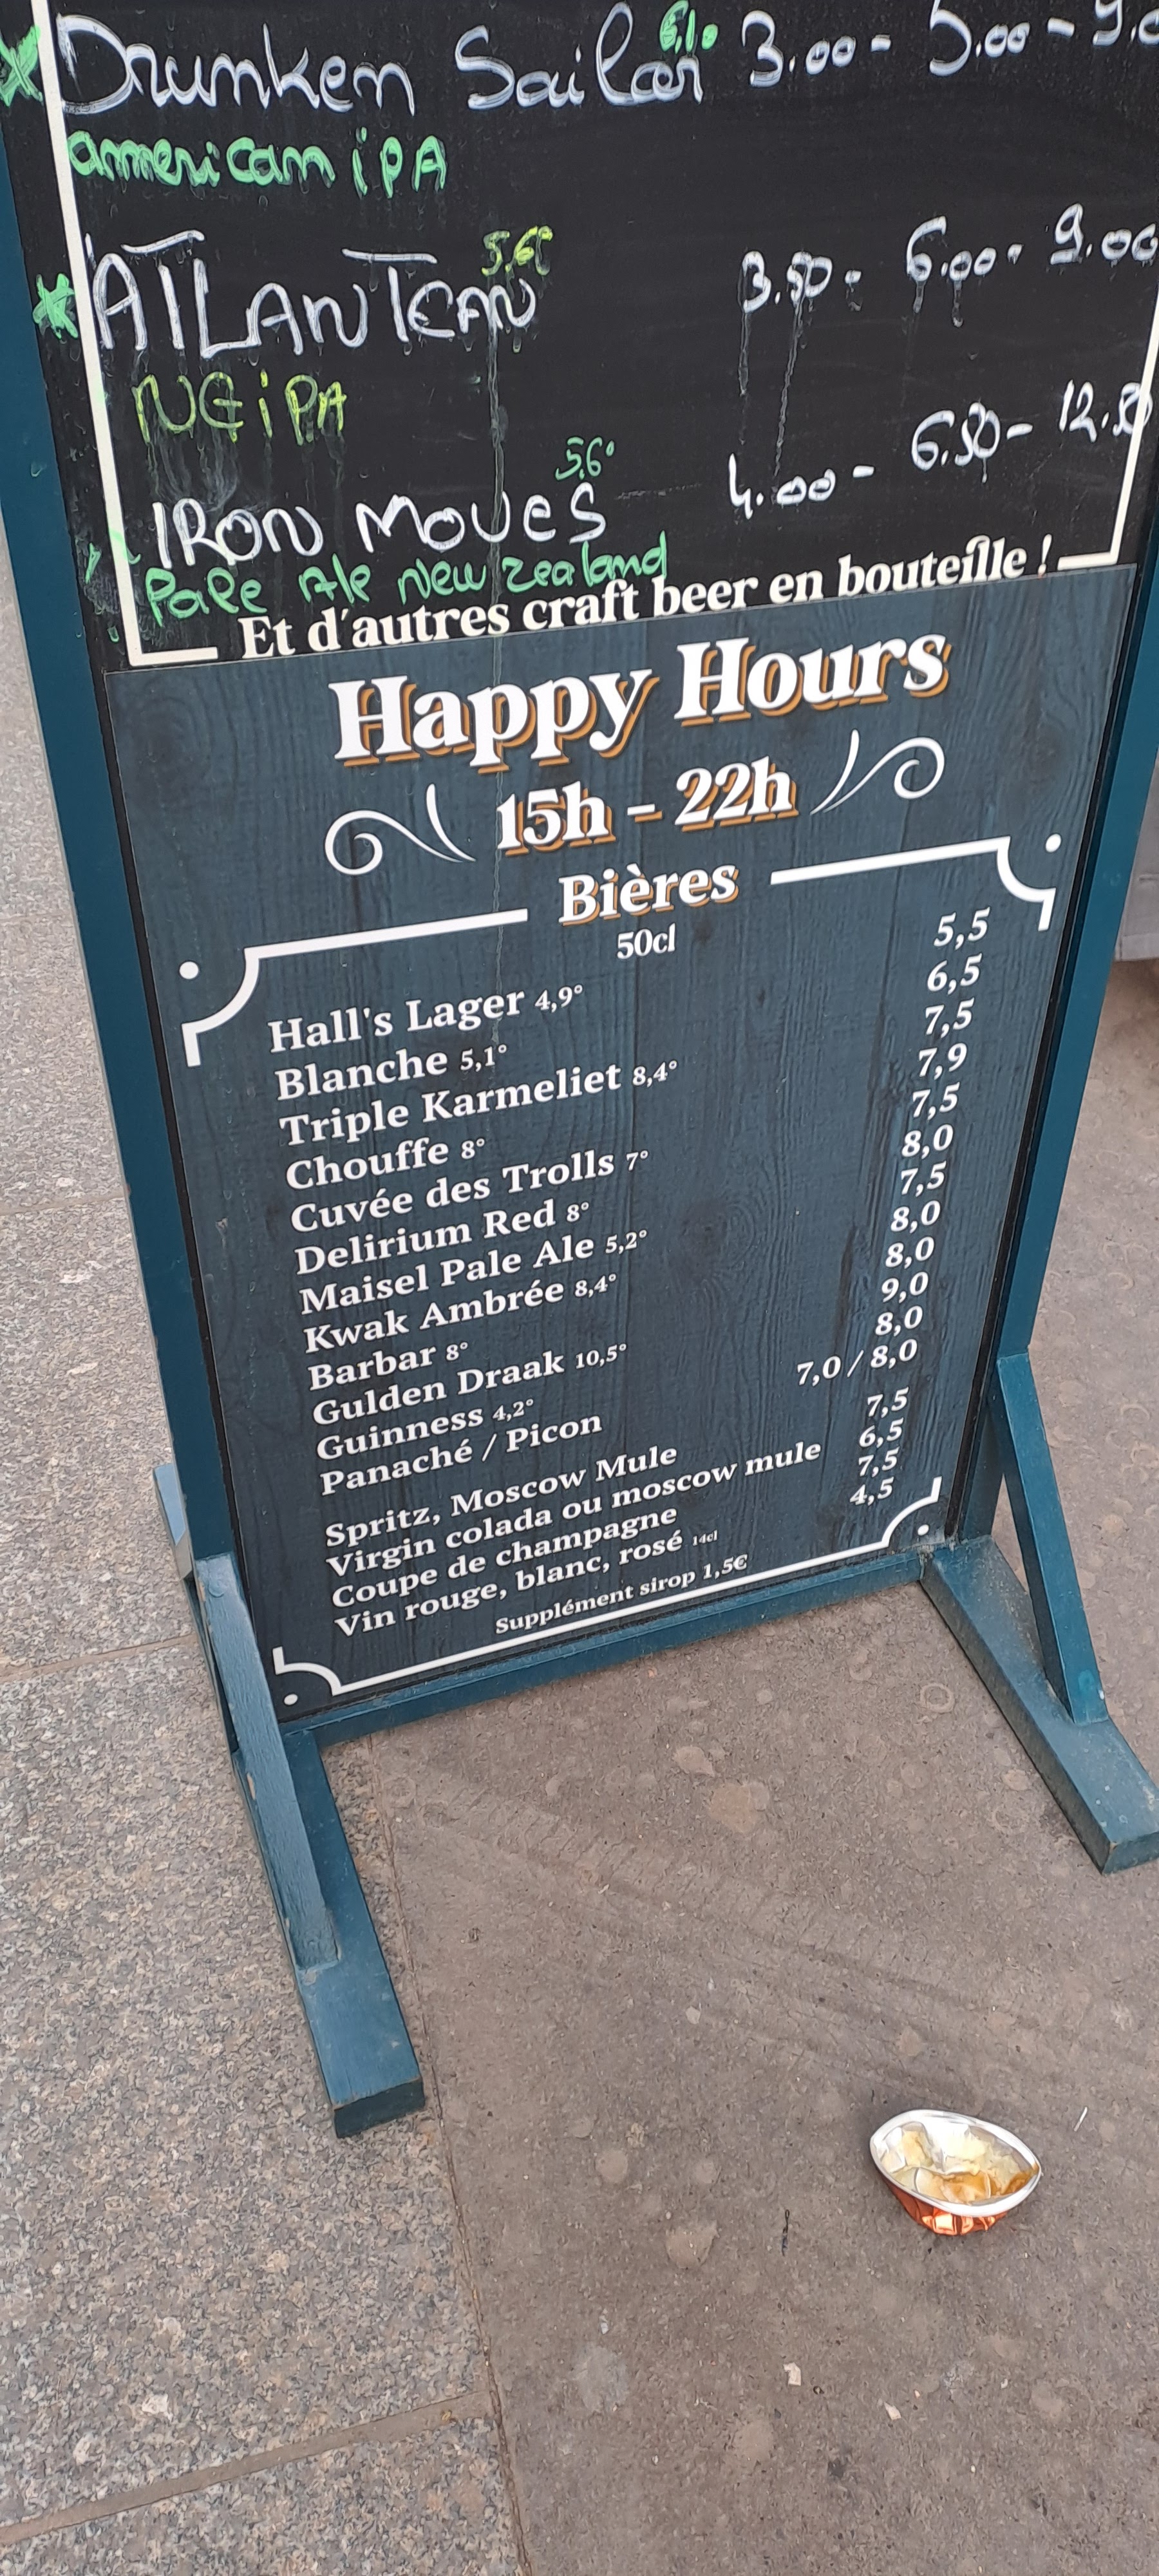 Drunken Sailor 6,1° 3.00 - 5.00 - 9.0
american iPA
ATLANTEAN 5,6° 3.50 - 6.00 - 9.00
NEiPA
IRON MOVES 5,6° 4.00 - 6.50 - 12.50
Pale Ale New Zealand
Et d'autres craft beer en bouteille !
Happy Hours
15h - 22h
Bières
50cl
Hall's Lager 4,9° 5,5
Blanche 5,1° 6,5
Triple Karmeliet 8,4° 7,5
Chouffe 8° 7,9
Cuvée des Trolls 7° 7,5
Delirium Red 8° 8,0
Maisel Pale Ale 5,2° 7,5
Kwak Ambrée 8,4° 8,0
Barbar 8° 8,0
Gulden Draak 10,5° 9,0
Guinness 4,2° 8,0
Panaché / Picon 7,0 / 8,0
Spritz, Moscow Mule 7,5
Virgin colada ou moscow mule 6,5
Coupe de champagne 7,5
Vin rouge, blanc, rosé 14cl 4,5
Supplément sirop 1,5€